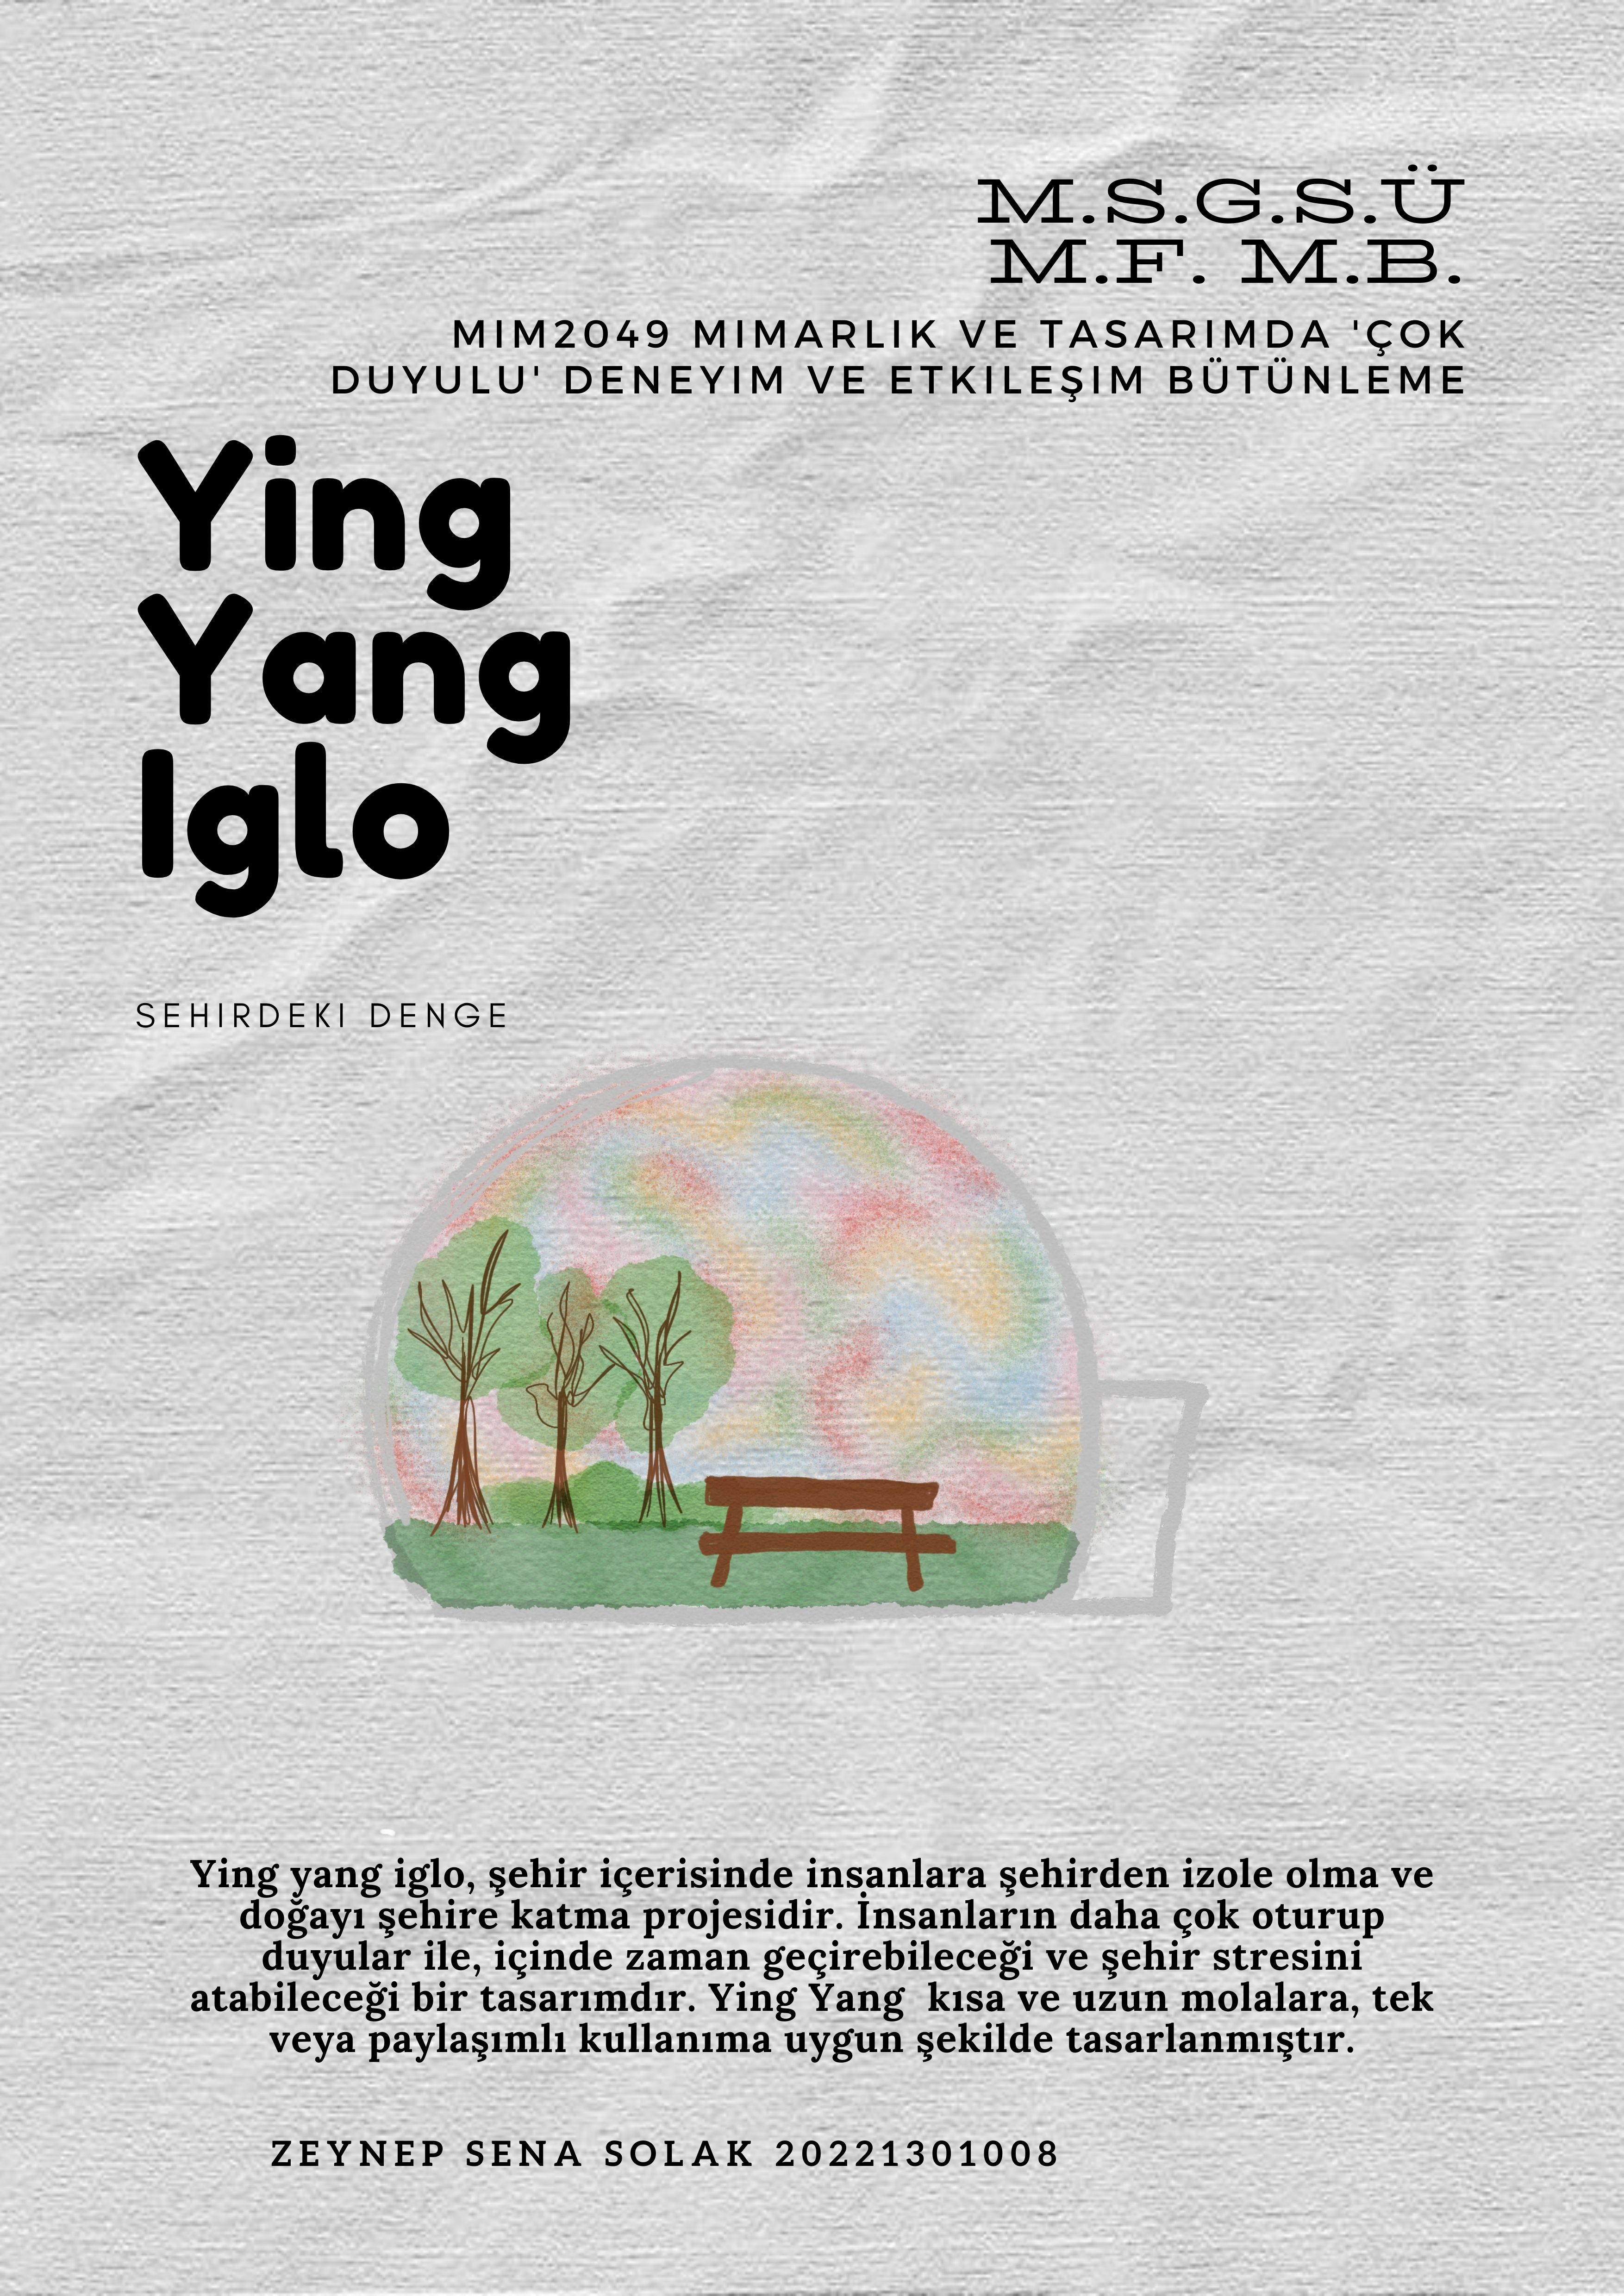 M.S.G.S.Ü
M.F. M.B.
MIM2049 MIMARLIK VE TASARIMDA 'ÇOK
DUYULU' DENEYIM VE ETKILEŞIM BÜTÜNLEME
Ying
Yang
Iglo
SEHIRDEKI DENGE
Ying yang iglo, şehir içerisinde insanlara şehirden izole olma ve
doğayı şehire katma projesidir. İnsanların daha çok oturup
duyular ile, içinde zaman geçirebileceği ve şehir stresini
atabileceği bir tasarımdır. Ying Yang  kısa ve uzun molalara, tek
veya paylaşımlı kullanıma uygun şekilde tasarlanmıştır.
ZEYNEP SENA SOLAK 20221301008